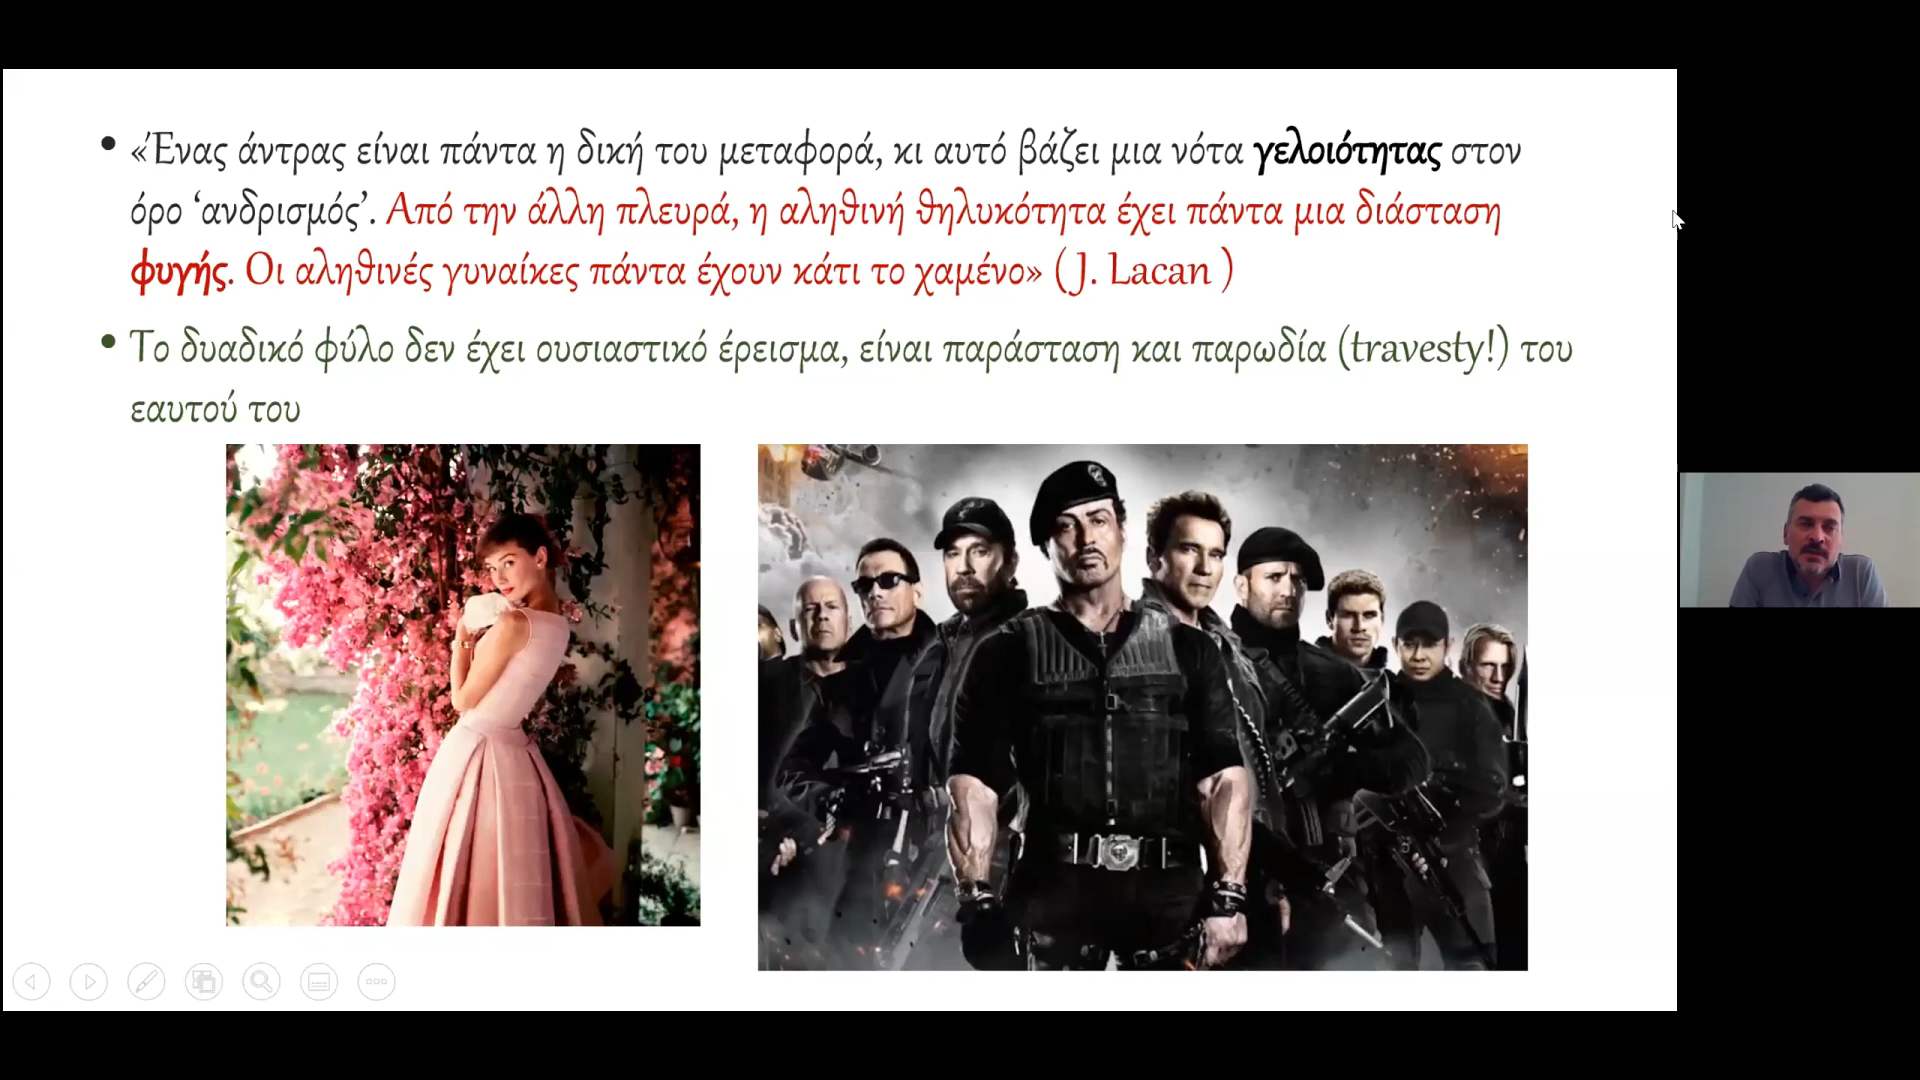 • «Ένας άντρας είναι πάντα η δική του μεταφορά, κι αυτό βάζει μια νότα γελοιότητας στον
όρο ‘ανδρισμός’. Από την άλλη πλευρά, η αληθινή θηλυκότητα έχει πάντα μια διάσταση
φυγής. Οι αληθινές γυναίκες πάντα έχουν κάτι το χαμένο» (J. Lacan )
• Το δυαδικό φύλο δεν έχει ουσιαστικό έρεισμα, είναι παράσταση και παρωδία (travesty!) του
εαυτού του